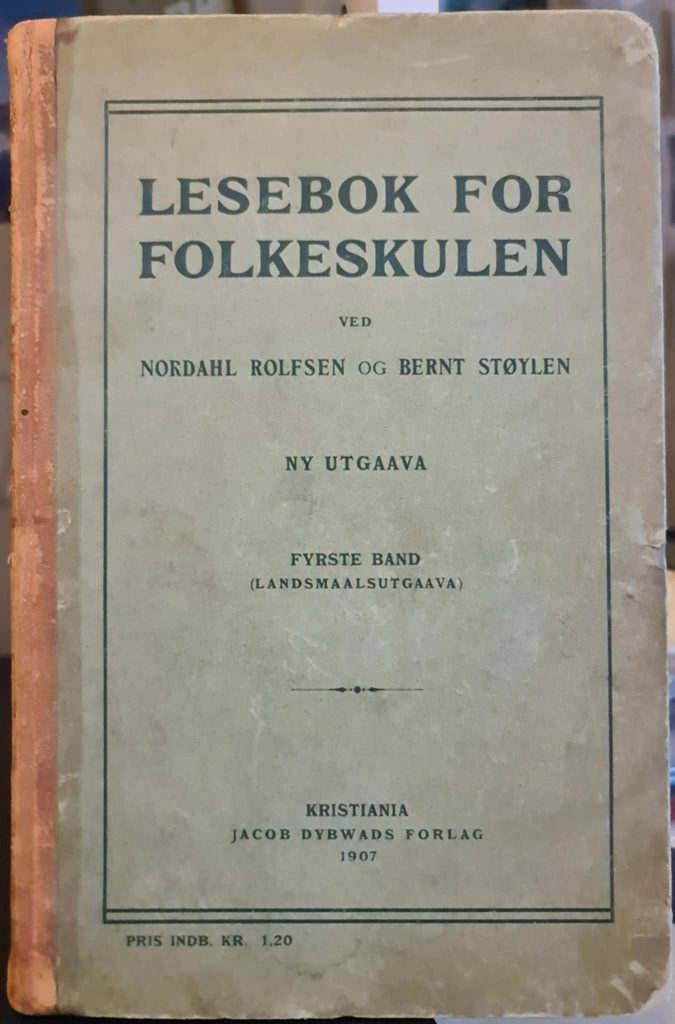 LESEBOK FOR
FOLKESKULEN
VED
NORDAHL ROLFSEN OG BERNT STØYLEN
NY UTGAAVA
FYRSTE BAND
(LANDSMAALSUTGAAVA)
KRISTIANIA
JACOB DYBWADS FORLAG
1907
PRIS INDB. KR. 1.20